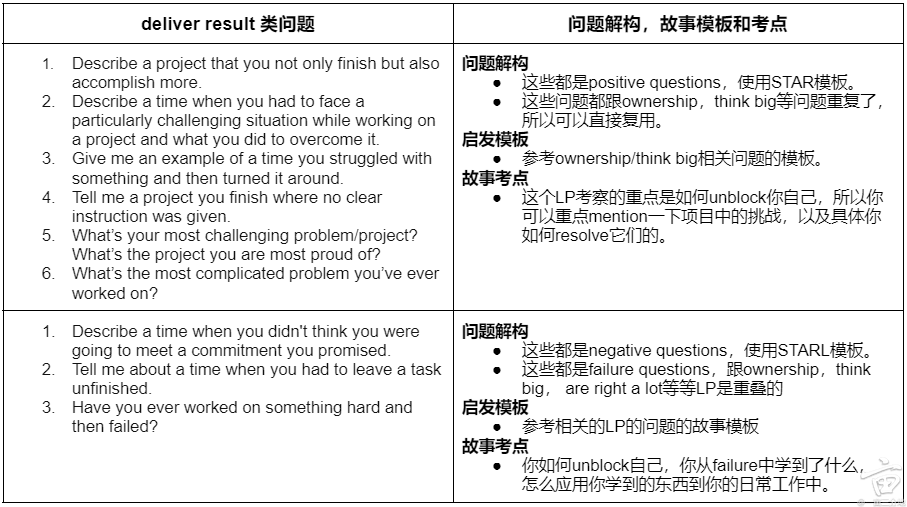 deliver result 类问题
问题解构，故事模板和考点
1. Describe a project that you not only finish but also
accomplish more.
2. Describe a time when you had to face a
particularly challenging situation while working on
a project and what you did to overcome it.
3. Give me an example of a time you struggled with
something and then turned it around.
4. Tell me a project you finish where no clear
instruction was given.
5. What's your most challenging problem/project?
What's the project you are most proud of?
6. What's the most complicated problem you've ever
worked on?
问题解构
● 这些都是positive questions，使用STAR模板。
● 这些问题都跟ownership，think big等问题重复了，
所以可以直接复用。
启发模板
● 参考ownership/think big相关问题的模板。
故事考点
● 这个LP考察的重点是如何unblock你自己，所以你
可以重点mention一下项目中的挑战，以及具体你
如何resolve它们的。
1. Describe a time when you didn't think you were
going to meet a commitment you promised.
2. Tell me about a time when you had to leave a task
unfinished.
3. Have you ever worked on something hard and
then failed?
问题解构
● 这些都是negative questions，使用STARL模板。
● 这些都是failure questions，跟ownership，think
big， are right a lot等等LP是重叠的
启发模板
● 参考相关的LP的问题的故事模板
故事考点
● 你如何unblock自己，你从failure中学到了什么，
怎么应用你学到的东西到你的日常工作中。